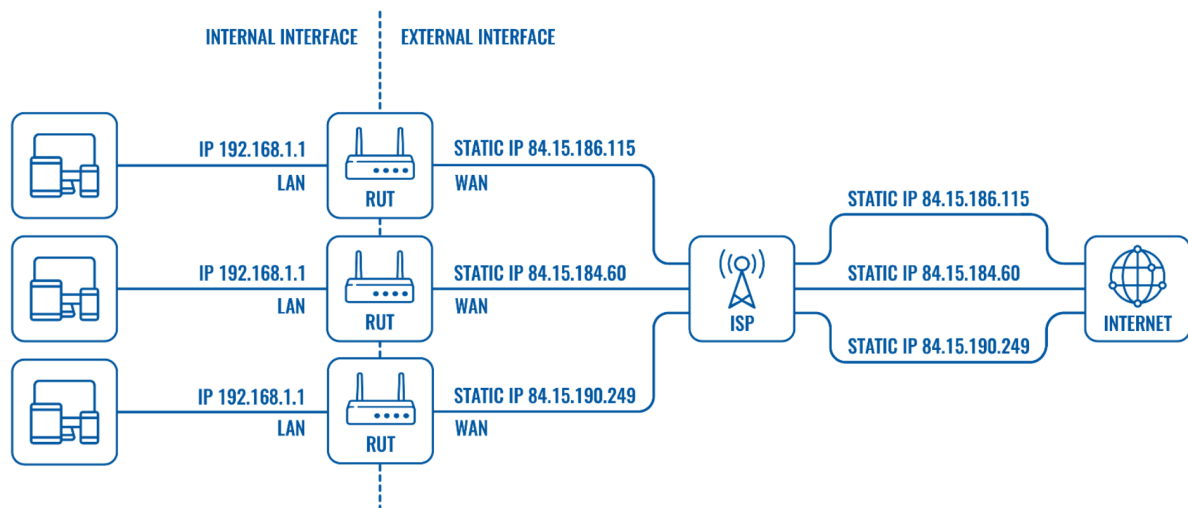 INTERNAL INTERFACE
EXTERNAL INTERFACE
IP 192.168.1.1
LAN
RUT
STATIC IP 84.15.186.115
WAN
IP 192.168.1.1
LAN
RUT
STATIC IP 84.15.184.60
WAN
IP 192.168.1.1
LAN
RUT
STATIC IP 84.15.190.249
WAN
ISP
STATIC IP 84.15.186.115
STATIC IP 84.15.184.60
STATIC IP 84.15.190.249
INTERNET